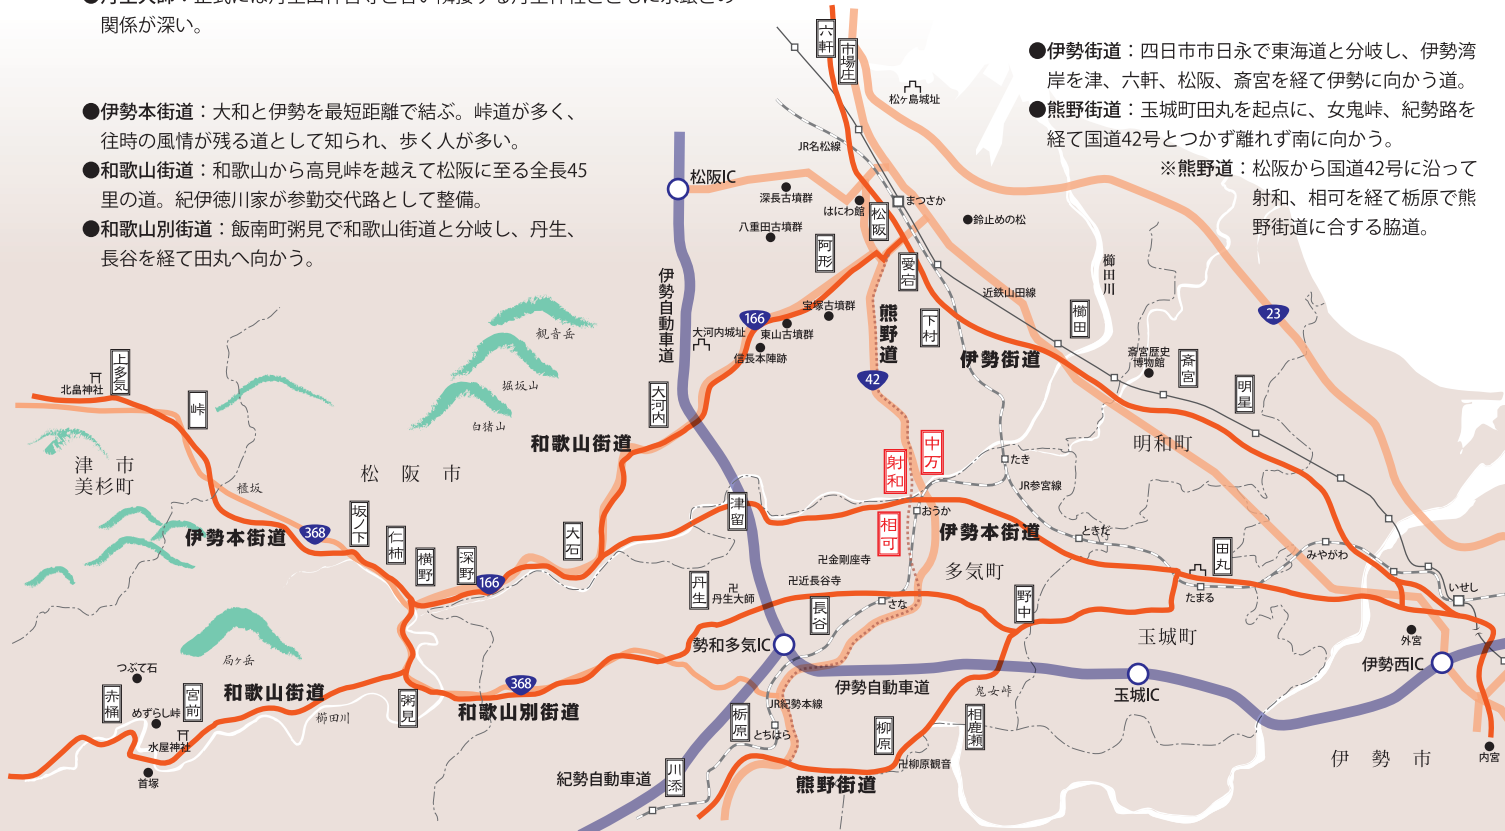 関係が深い。
●伊勢本街道：大和と伊勢を最短距離で結ぶ。峠道が多く、
往時の風情が残る道として知られ、歩く人が多い。
●和歌山街道：和歌山から高見峠を越えて松阪に至る全長45
里の道。紀伊徳川家が参勤交代路として整備。
●和歌山別街道：飯南町粥見で和歌山街道と分岐し、丹生、
長谷を経て田丸へ向かう。
●伊勢街道：四日市市日永で東海道と分岐し、伊勢湾
岸を津、六軒、松阪、斎宮を経て伊勢に向かう道。
●熊野街道：玉城町田丸を起点に、女鬼峠、紀勢路を
経て国道42号とつかず離れず南に向かう。
※熊野道：松阪から国道42号に沿って
射和、相可を経て栃原で熊
野街道に合する脇道。
六軒
市場庄
松ヶ島城址
JR名松線
松阪IC
深長古墳群
はにわ館
松阪
まつさか
鈴止めの松
八重田古墳群
阿形
愛宕
櫛田川
伊勢自動車道
近鉄山田線
宝塚古墳群
166
東山古墳群
大河内城址
信長本陣跡
熊野道
下村
櫛田
23
伊勢街道
斎宮歴史
博物館
斎宮
明星
42
観音岳
堀坂山
白猪山
上多気
北畠神社
峠
大河内
和歌山街道
中万
射和
明和町
津市
美杉町
松阪市
櫃坂
たき
JR参宮線
津留
おうか
相可
伊勢本街道
368
伊勢本街道
坂ノ下
仁柿
横野
深野
166
大石
ときだ
田丸
みやがわ
卍金剛座寺
多気町
卍近長谷寺
丹生
卍
丹生大師
長谷
さな
野中
たまる
いせし
玉城町
外宮
局ヶ岳
勢和多気IC
伊勢西IC
つぶて石
赤桶
宮前
和歌山街道
368
めずらし峠
水屋神社
櫛田川
粥見
和歌山別街道
伊勢自動車道
玉城IC
鬼女峠
JR紀勢本線
栃原
とちはら
柳原
相鹿瀬
首塚
紀勢自動車道
川添
卍柳原観音
熊野街道
伊勢市
内宮